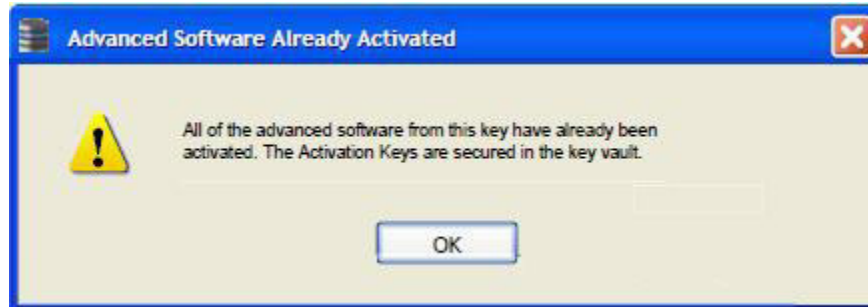 Advanced Software Already Activated
All of the advanced software from this key have already been
activated. The Activation Keys are secured in the key vault.
OK